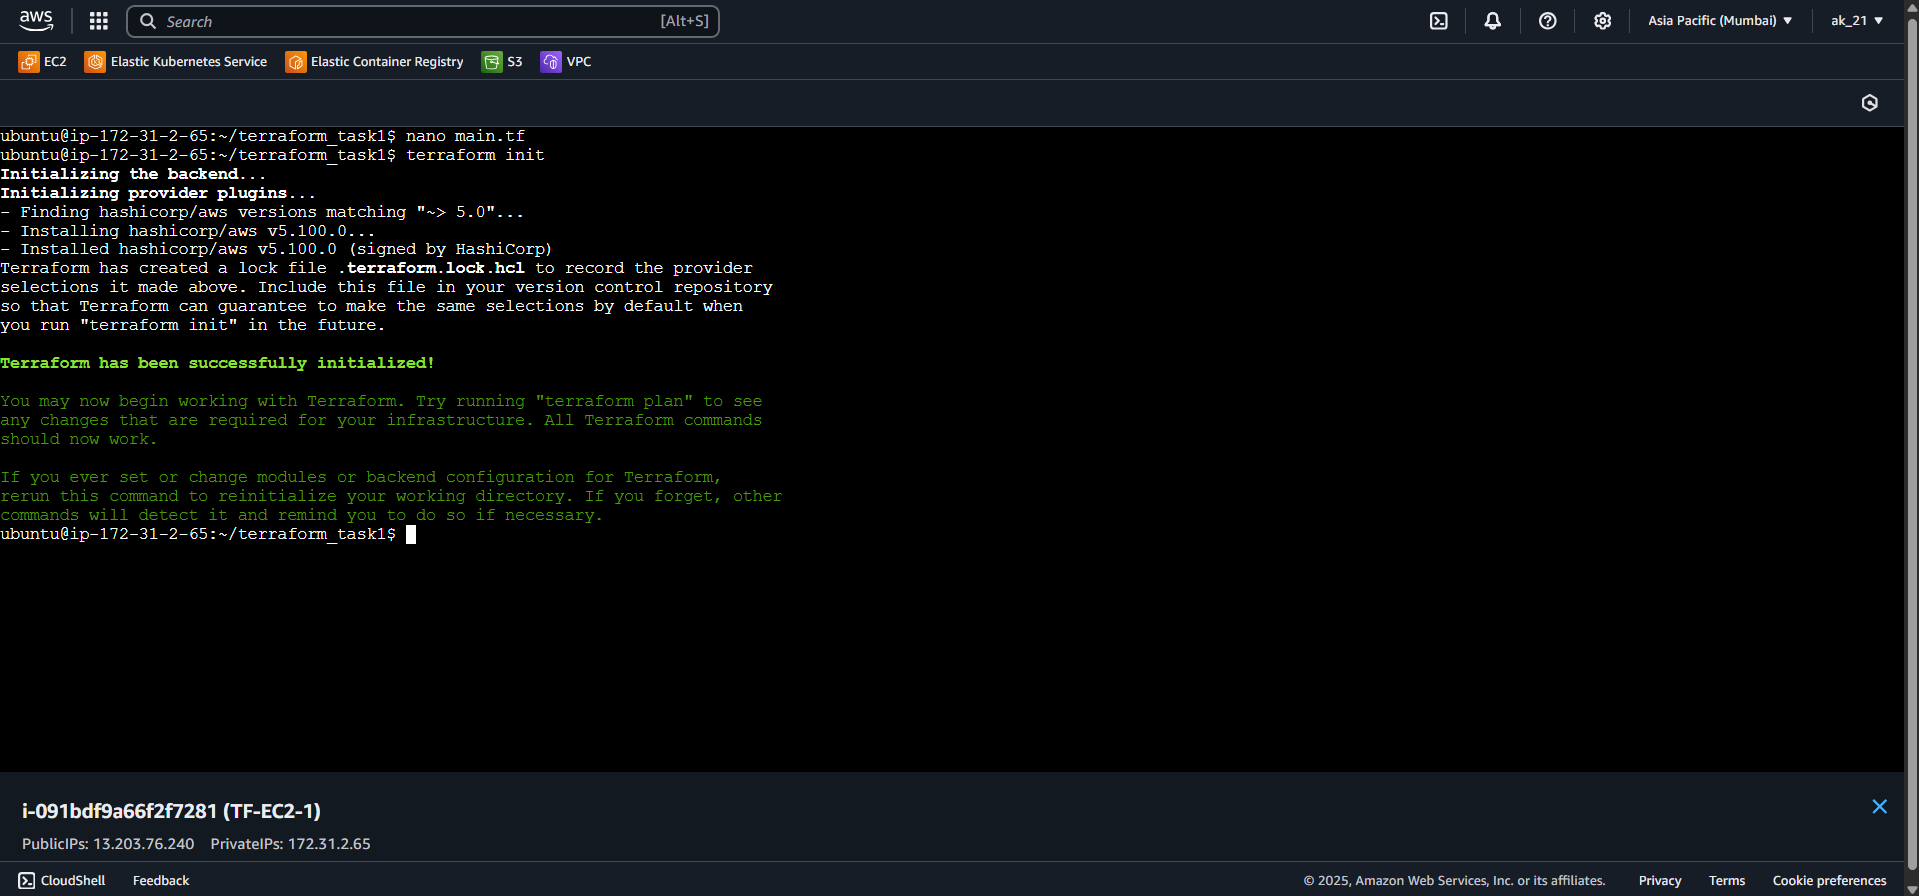 aws
Search [Alt+S]
Asia Pacific (Mumbai) ▼
ak_21 ▼
EC2 Elastic Kubernetes Service Elastic Container Registry S3 VPC
ubuntu@ip-172-31-2-65:~/terraform_task1$ nano main.tf
ubuntu@ip-172-31-2-65:~/terraform_task1$ terraform init
Initializing the backend...
Initializing provider plugins...
- Finding hashicorp/aws versions matching "~> 5.0"...
- Installing hashicorp/aws v5.100.0...
- Installed hashicorp/aws v5.100.0 (signed by HashiCorp)
Terraform has created a lock file .terraform.lock.hcl to record the provider
selections it made above. Include this file in your version control repository
so that Terraform can guarantee to make the same selections by default when
you run "terraform init" in the future.
Terraform has been successfully initialized!
You may now begin working with Terraform. Try running "terraform plan" to see
any changes that are required for your infrastructure. All Terraform commands
should now work.
If you ever set or change modules or backend configuration for Terraform,
rerun this command to reinitialize your working directory. If you forget, other
commands will detect it and remind you to do so if necessary.
ubuntu@ip-172-31-2-65:~/terraform_task1$
i-091bdf9a66f2f7281 (TF-EC2-1)
PublicIPs: 13.203.76.240 PrivateIPs: 172.31.2.65
CloudShell Feedback © 2025, Amazon Web Services, Inc. or its affiliates. Privacy Terms Cookie preferences